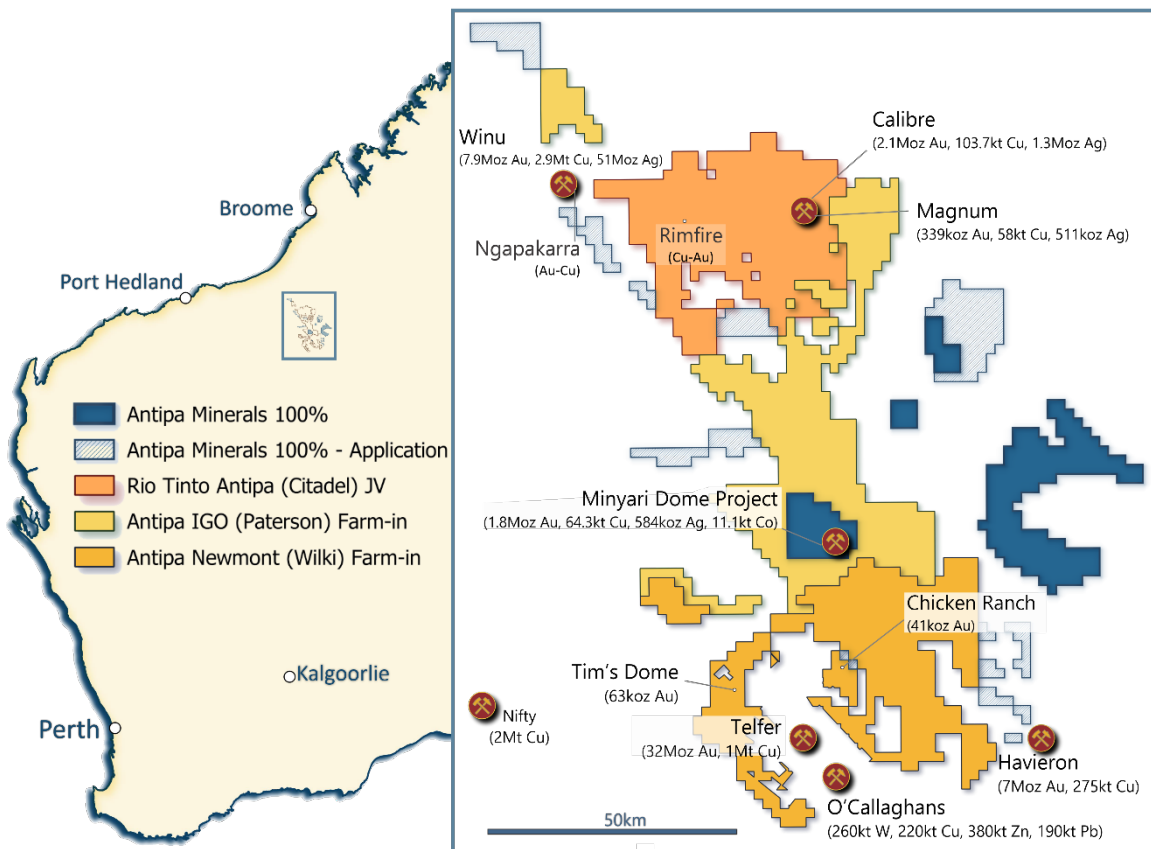 Broome
Port Hedland
Kalgoorlie
Perth
Antipa Minerals 100%
Antipa Minerals 100% - Application
Rio Tinto Antipa (Citadel) JV
Antipa IGO (Paterson) Farm-in
Antipa Newmont (Wilki) Farm-in
Winu
(7.9Moz Au, 2.9Mt Cu, 51Moz Ag)
Calibre
(2.1Moz Au, 103.7kt Cu, 1.3Moz Ag)
Magnum
(339koz Au, 58kt Cu, 511koz Ag)
Rimfire
(Cu-Au)
Ngapakarra
(Au-Cu)
Minyari Dome Project
(1.8Moz Au, 64.3kt Cu, 584koz Ag, 11.1kt Co)
Chicken Ranch
(41koz Au)
Tim's Dome
(63koz Au)
Nifty
(2Mt Cu)
Telfer
(32Moz Au, 1Mt Cu)
Havieron
(7Moz Au, 275kt Cu)
O'Callaghans
(260kt W, 220kt Cu, 380kt Zn, 190kt Pb)
50km